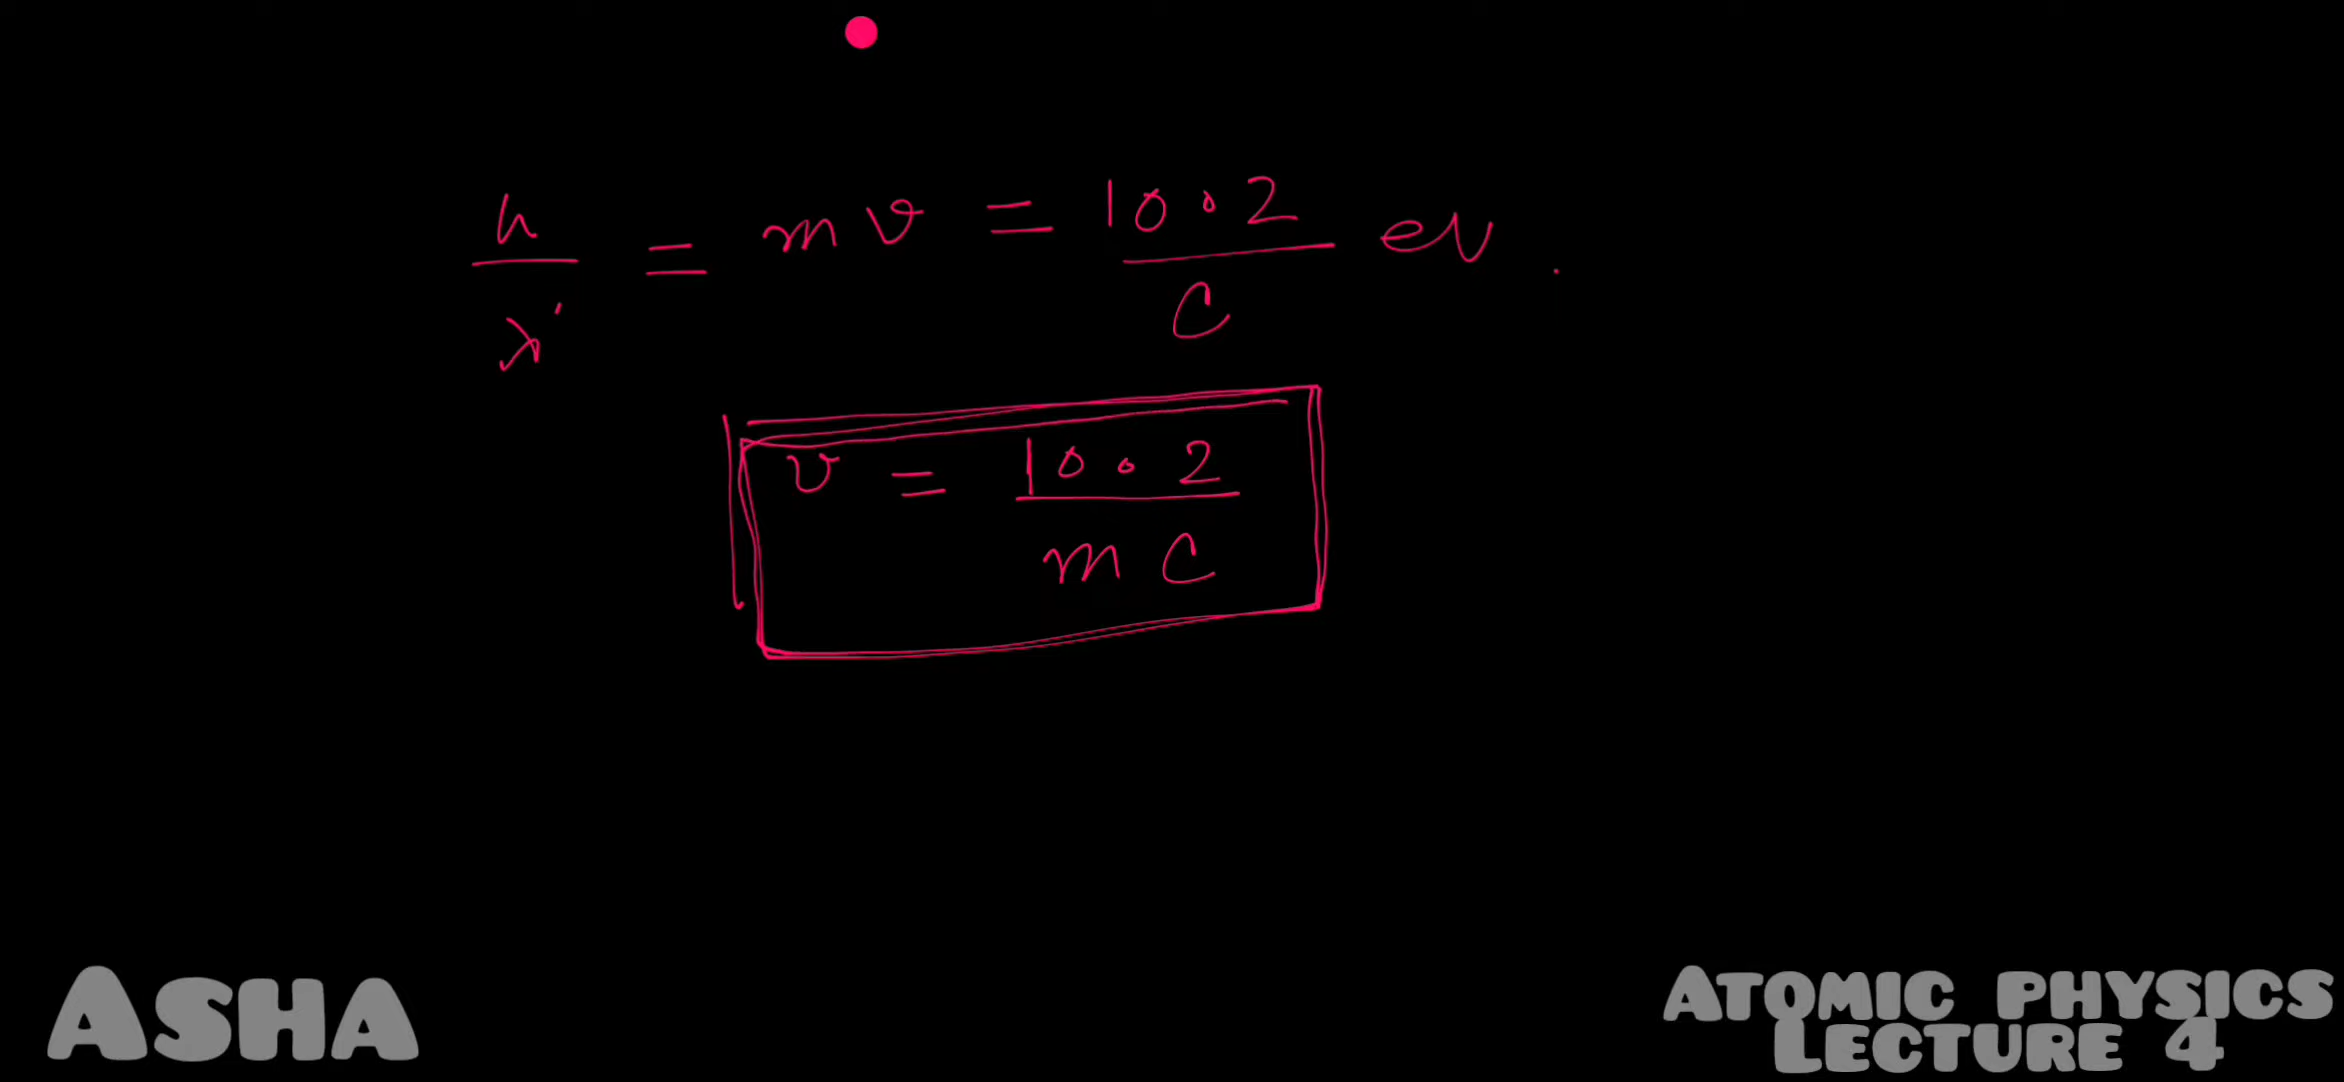 h/λ' = mv = 10.2/C eV.
v = 10.2/mC
ASHA
ATOMIC PHYSICS
LECTURE 4